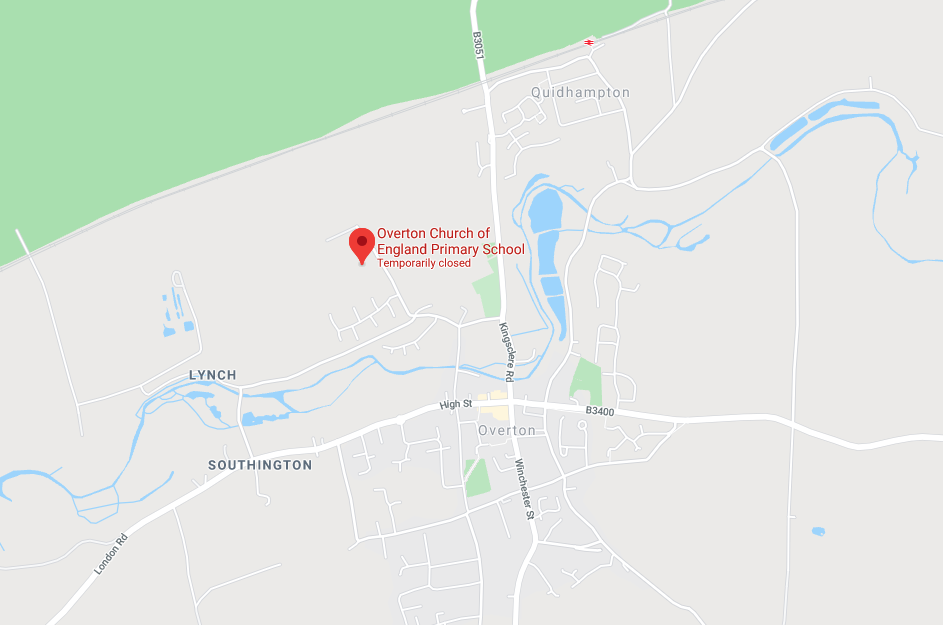 B3051
Quidhampton
Overton Church of
England Primary School
Temporarily closed
Kingsclere Rd
LYNCH
High St
B3400
Overton
SOUTHINGTON
Winchester St
London Rd